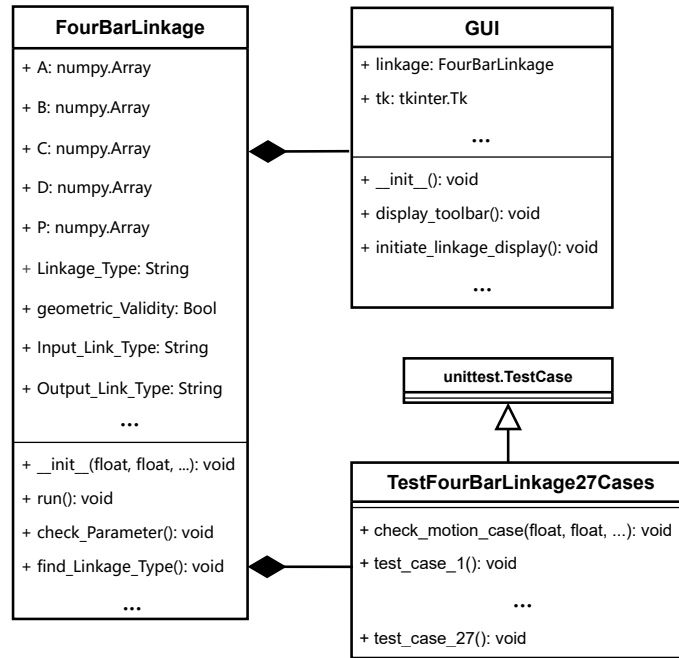 FourBarLinkage
+ A: numpy.Array
+ B: numpy.Array
+ C: numpy.Array
+ D: numpy.Array
+ P: numpy.Array
+ Linkage_Type: String
+ geometric_Validity: Bool
+ Input_Link_Type: String
+ Output_Link_Type: String
...
+ __init__(float, float, ...): void
+ run(): void
+ check_Parameter(): void
+ find_Linkage_Type(): void
...
GUI
+ linkage: FourBarLinkage
+ tk: tkinter.Tk
...
+ __init__(): void
+ display_toolbar(): void
+ initiate_linkage_display(): void
...
unittest.TestCase
TestFourBarLinkage27Cases
+ check_motion_case(float, float, ...): void
+ test_case_1(): void
...
+ test_case_27(): void